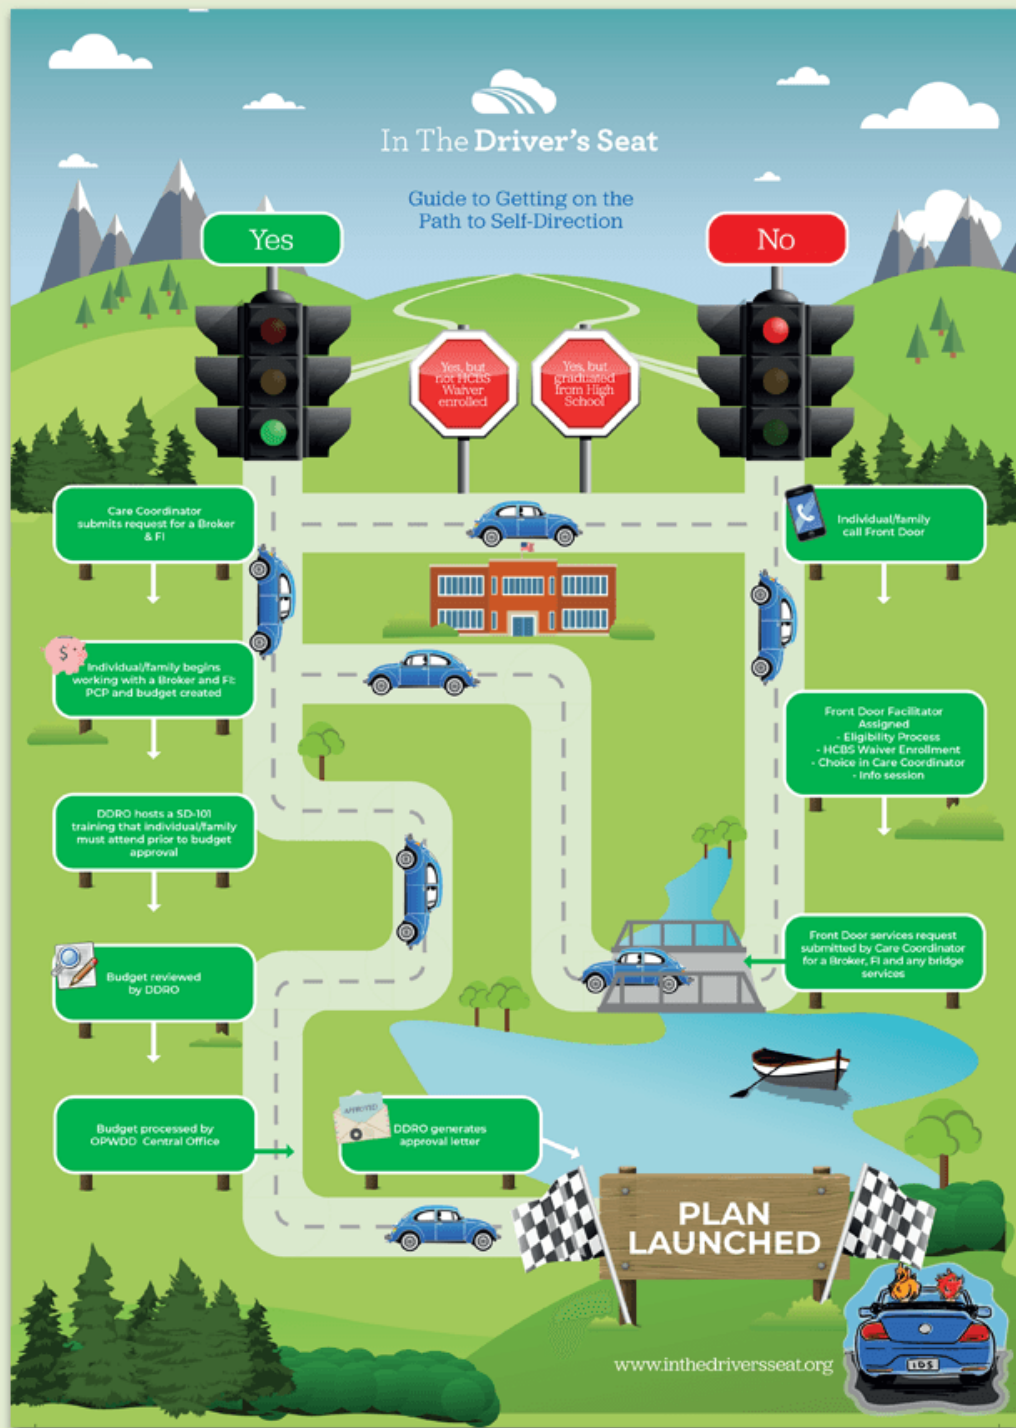 In The Driver's Seat
Guide to Getting on the
Path to Self-Direction
Yes
No
Yes, but
not HCBS
Waiver
enrolled
Yes, but
graduated
from High
School
Care Coordinator
submits request for a Broker
& FI
Individual/family
call Front Door
$
Individual/family begins
working with a Broker and FI:
PCP and budget created
Front Door Facilitator
Assigned
- Eligibility Process
- HCBS Waiver Enrollment
- Choice in Care Coordinator
- Info session
DDRO hosts a SD-101
training that individual/family
must attend prior to budget
approval
Front Door services request
submitted by Care Coordinator
for a Broker, FI and any bridge
services
Budget reviewed
by DDRO
Budget processed by
OPWDD Central Office
APPROVED
DDRO generates
approval letter
PLAN
LAUNCHED
www.inthedriversseat.org
IDS